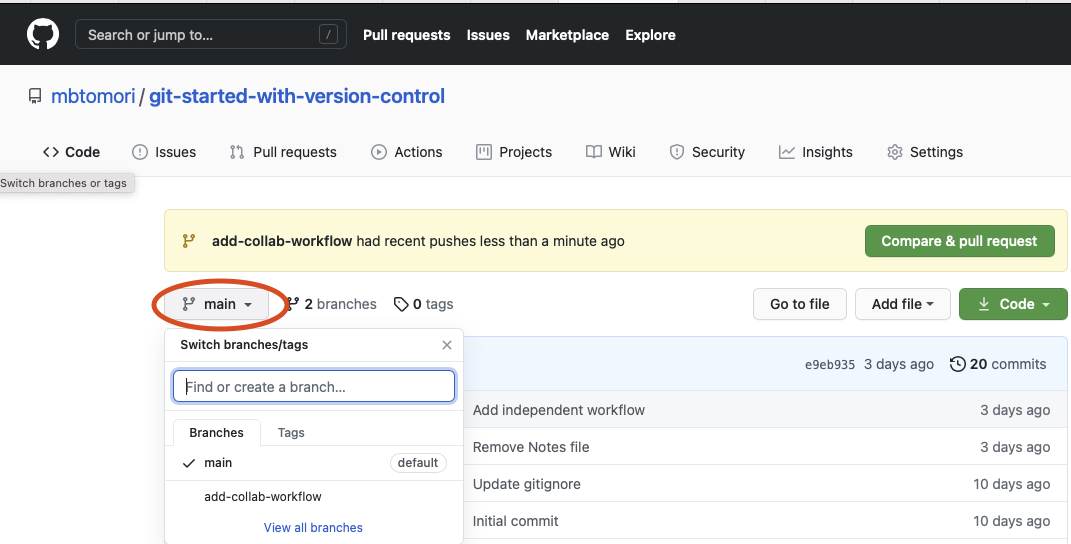 Search or jump to… /
Pull requests Issues Marketplace Explore
mbtomori / git-started-with-version-control
Code Issues Pull requests Actions Projects Wiki Security Insights Settings
Switch branches or tags
add-collab-workflow had recent pushes less than a minute ago
Compare & pull request
main 2 branches 0 tags
Go to file Add file Code
Switch branches/tags
e9eb935 3 days ago 20 commits
Find or create a branch…
Add independent workflow 3 days ago
Branches Tags
Remove Notes file 3 days ago
main default
Update gitignore 10 days ago
add-collab-workflow
Initial commit 10 days ago
View all branches